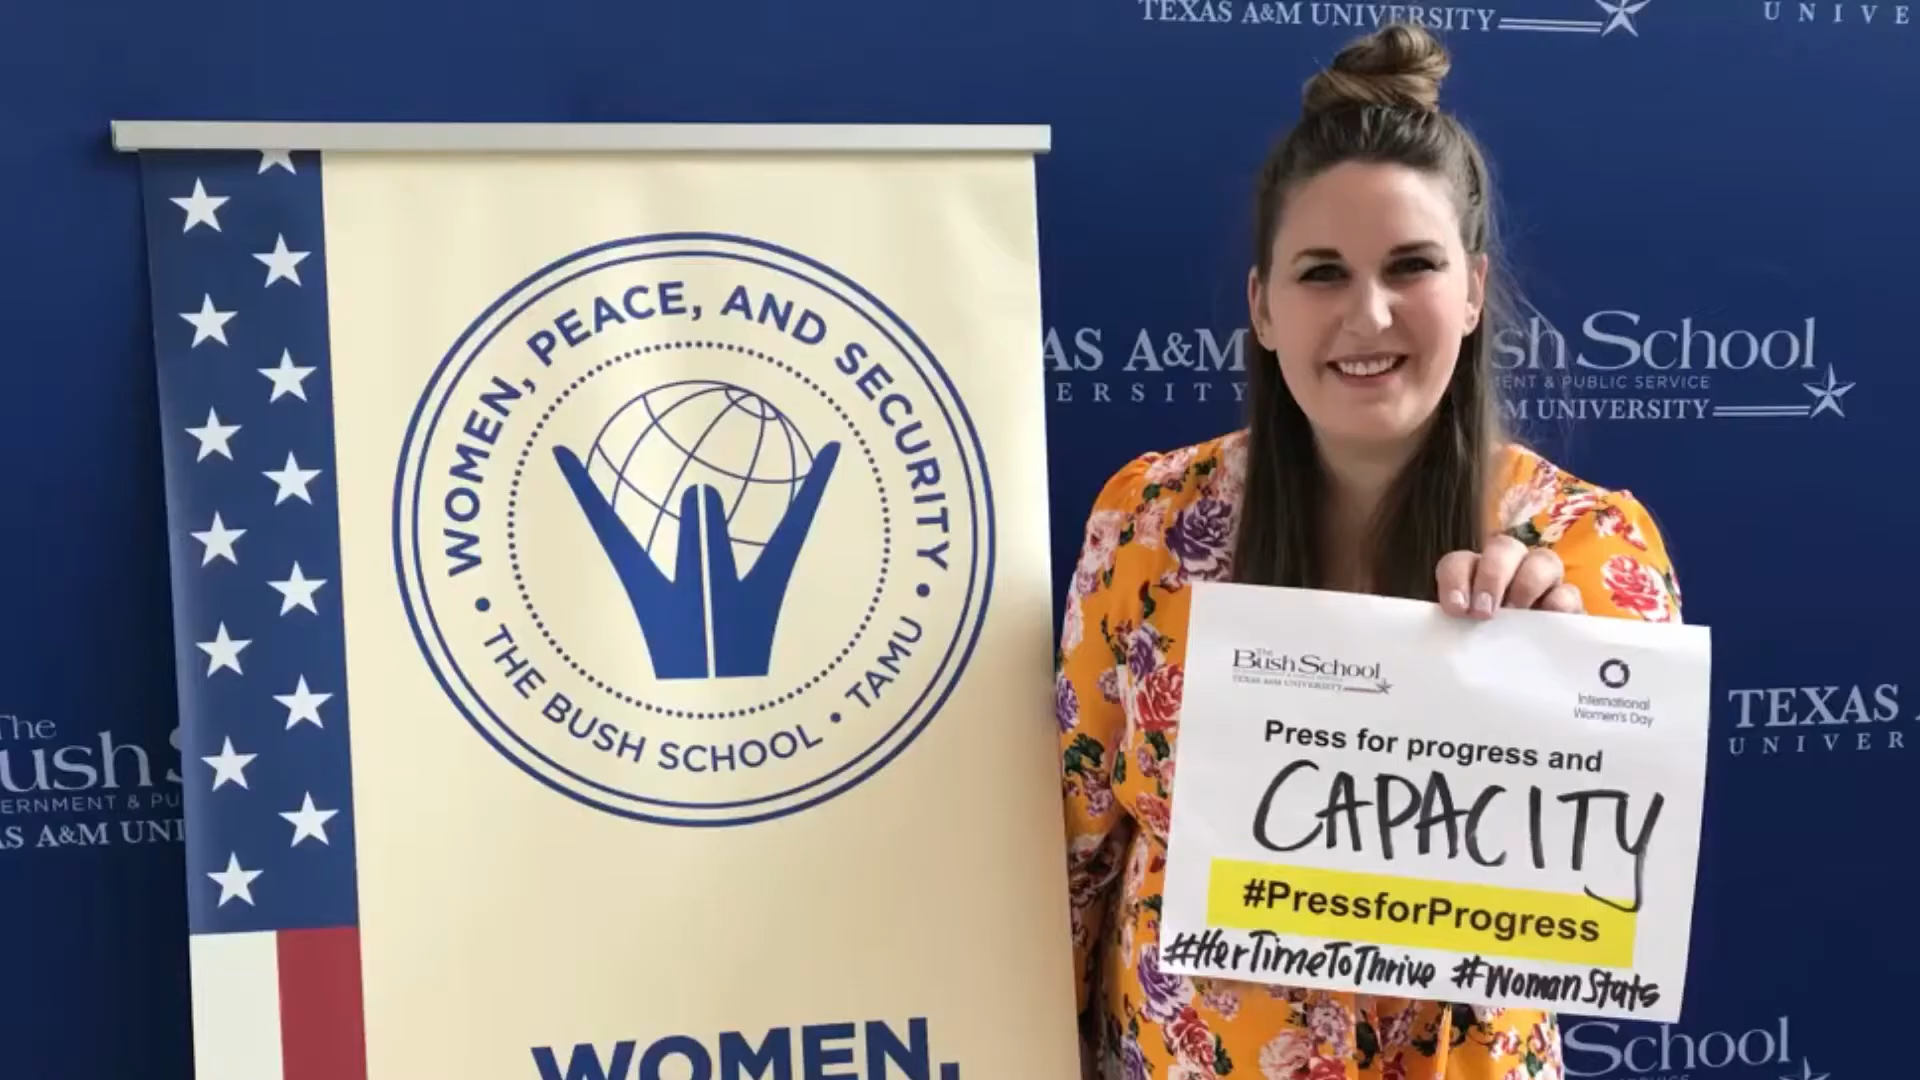 TEXAS A&M UNIVERSITY
UNIVE
WOMEN, PEACE, AND SECURITY
• THE BUSH SCHOOL • TAMU •
WOMEN,
AS A&M
ERSITY
sh School
ENT & PUBLIC SERVICE
M UNIVERSITY
The
ush S
ERNMENT & PU
AS A&M UNI
TEXAS
UNIVER
The
Bush School
TEXAS A&M UNIVERSITY
International
Women's Day
Press for progress and
CAPACITY
#PressforProgress
#HerTimeToThrive #WomanStats
School